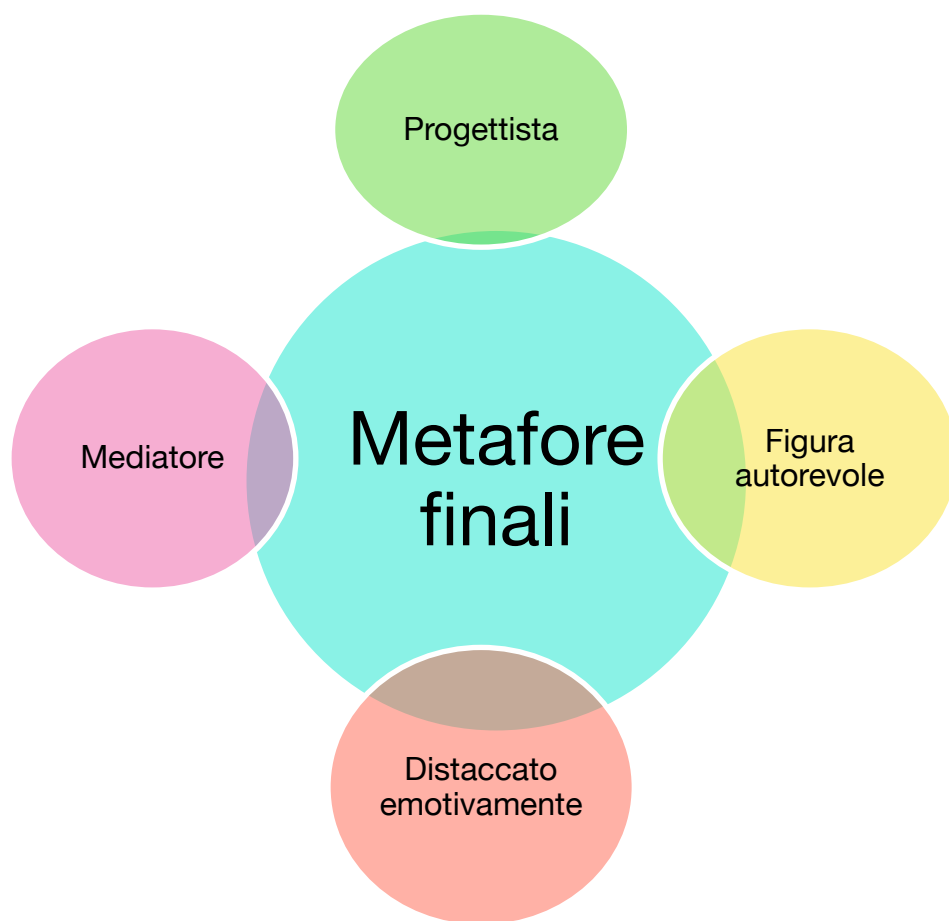 Progettista
Mediatore
Metafore
finali
Figura
autorevole
Distaccato
emotivamente